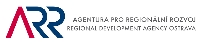 ARR
AGENTURA PRO REGIONÁLNÍ ROZVOJ
REGIONAL DEVELOPMENT AGENCY OSTRAVA